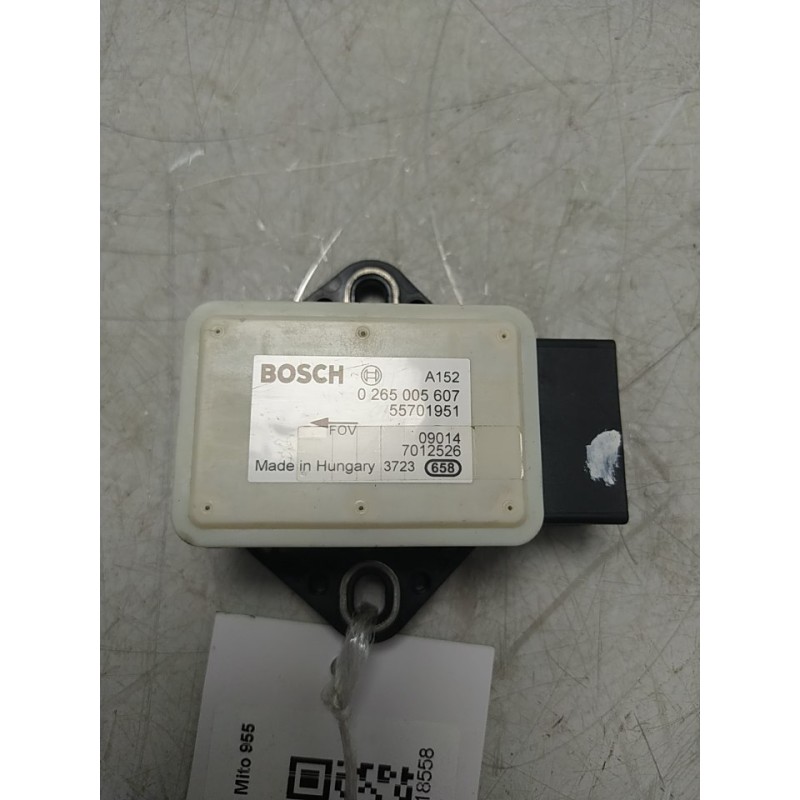 BOSCH A152
0 265 005 607
55701951
FOV
09014
7012526
Made in Hungary 3723 658
Mito 955
18558